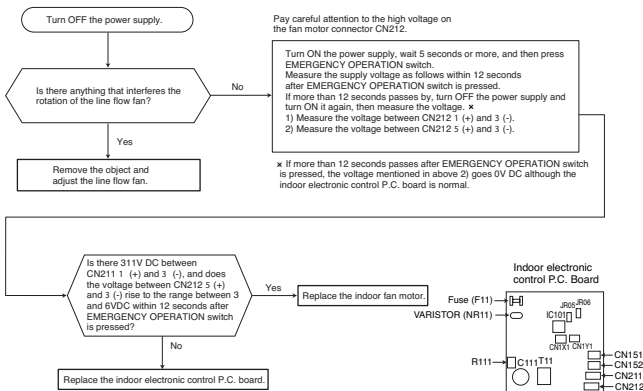 Turn OFF the power supply.
Pay careful attention to the high voltage on
the fan motor connector CN212.
Is there anything that interferes the
rotation of the line flow fan?
No
Turn ON the power supply, wait 5 seconds or more, and then press
EMERGENCY OPERATION switch.
Measure the supply voltage as follows within 12 seconds
after EMERGENCY OPERATION switch is pressed.
If more than 12 seconds passes by, turn OFF the power supply and
turn ON it again, then measure the voltage. ×
1) Measure the voltage between CN212 1 (+) and 3 (-).
2) Measure the voltage between CN212 5 (+) and 3 (-).
Yes
Remove the object and
adjust the line flow fan.
× If more than 12 seconds passes after EMERGENCY OPERATION switch
is pressed, the voltage mentioned in above 2) goes 0V DC although the
indoor electronic control P.C. board is normal.
Is there 311V DC between
CN211 1 (+) and 3 (-), and does
the voltage between CN212 5 (+)
and 3 (-) rise to the range between 3
and 6VDC within 12 seconds after
EMERGENCY OPERATION switch
is pressed?
Yes
Replace the indoor fan motor.
No
Replace the indoor electronic control P.C. board.
Indoor electronic
control P.C. Board
Fuse (F11)
VARISTOR (NR11)
JR05 JR06
IC101
CN1X1 CN1Y1
R111
C111 T11
CN151
CN152
CN211
CN212